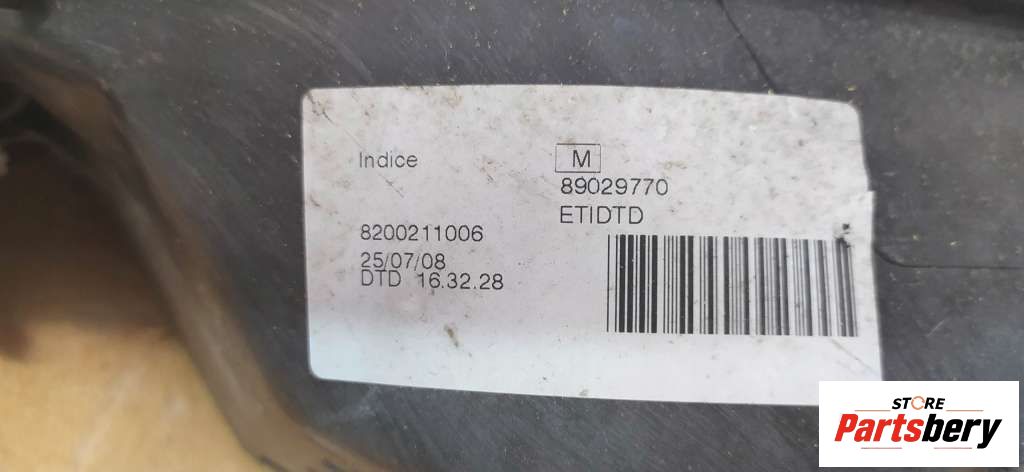 Indice M
89029770
ETIDTD
8200211006
25/07/08
DTD 16.32.28
STORE
Partsbery